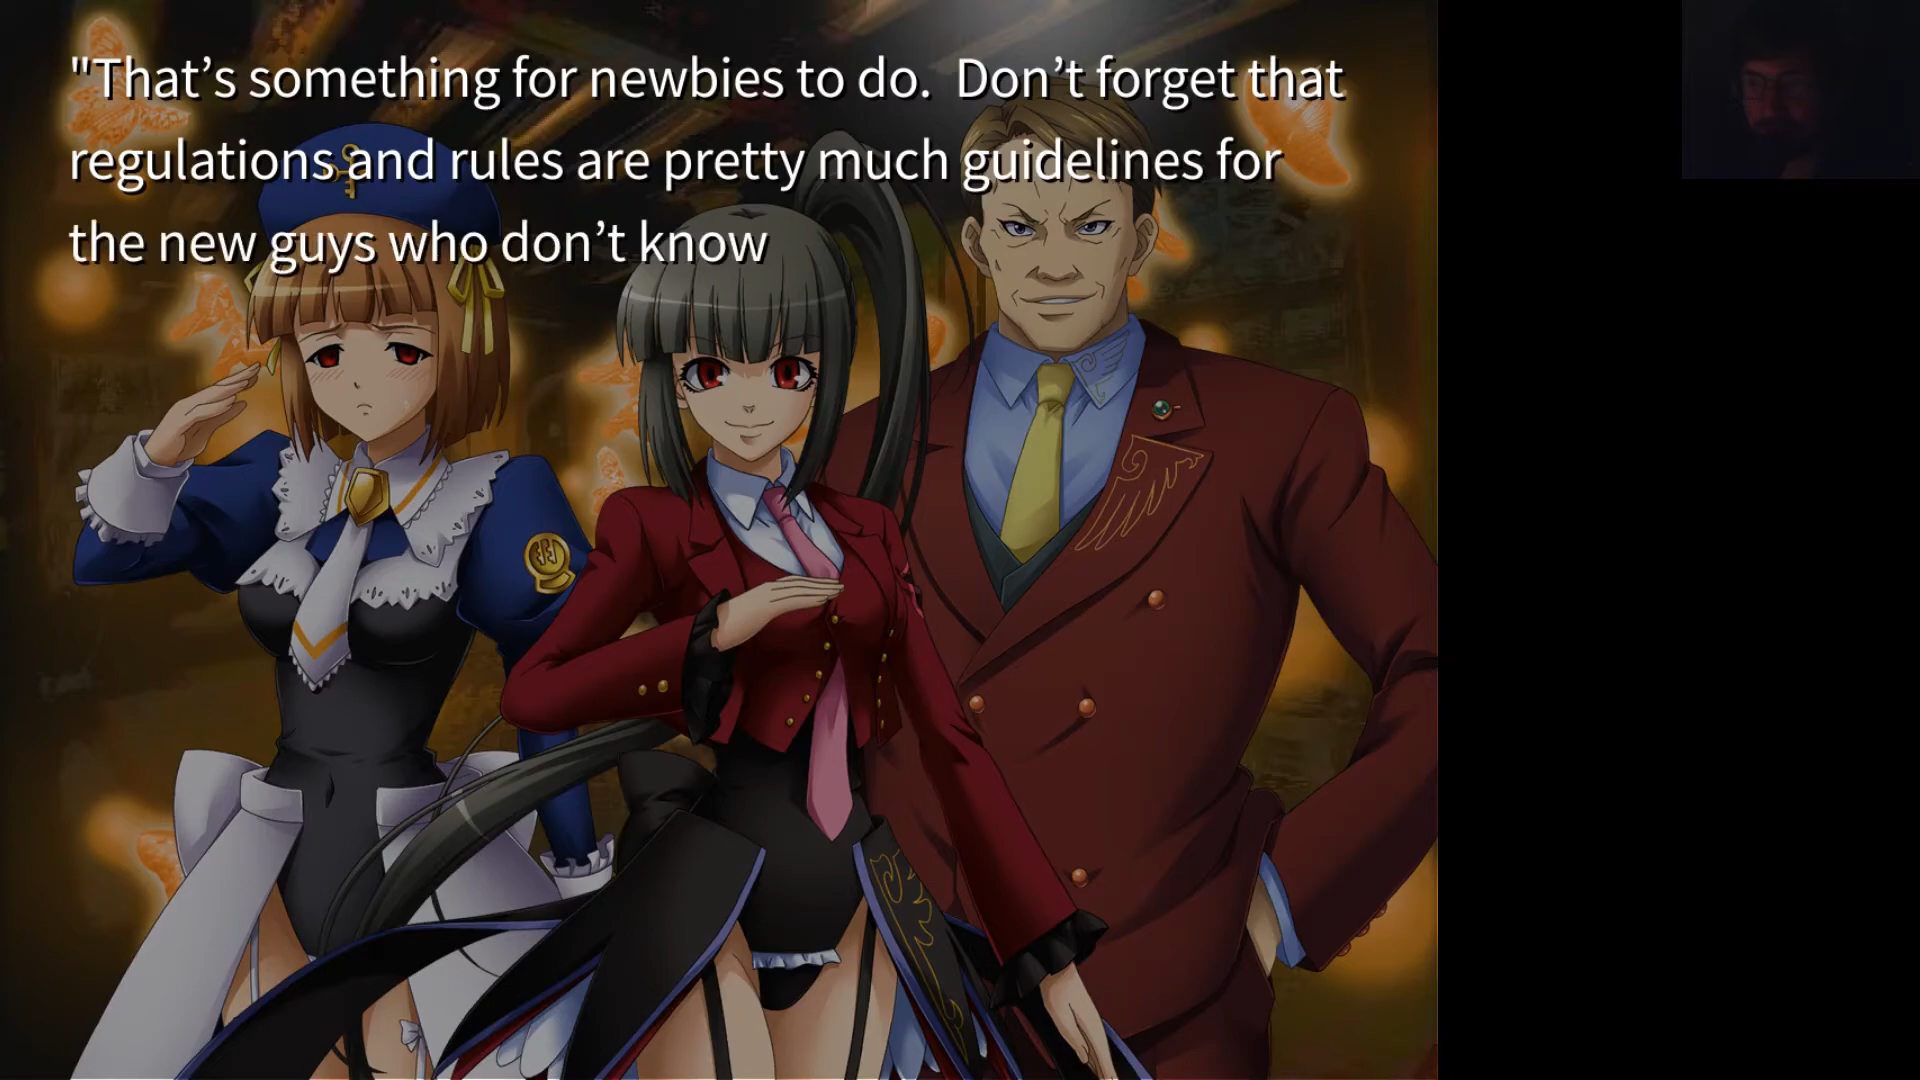 "That’s something for newbies to do.  Don’t forget that
regulations and rules are pretty much guidelines for
the new guys who don’t know